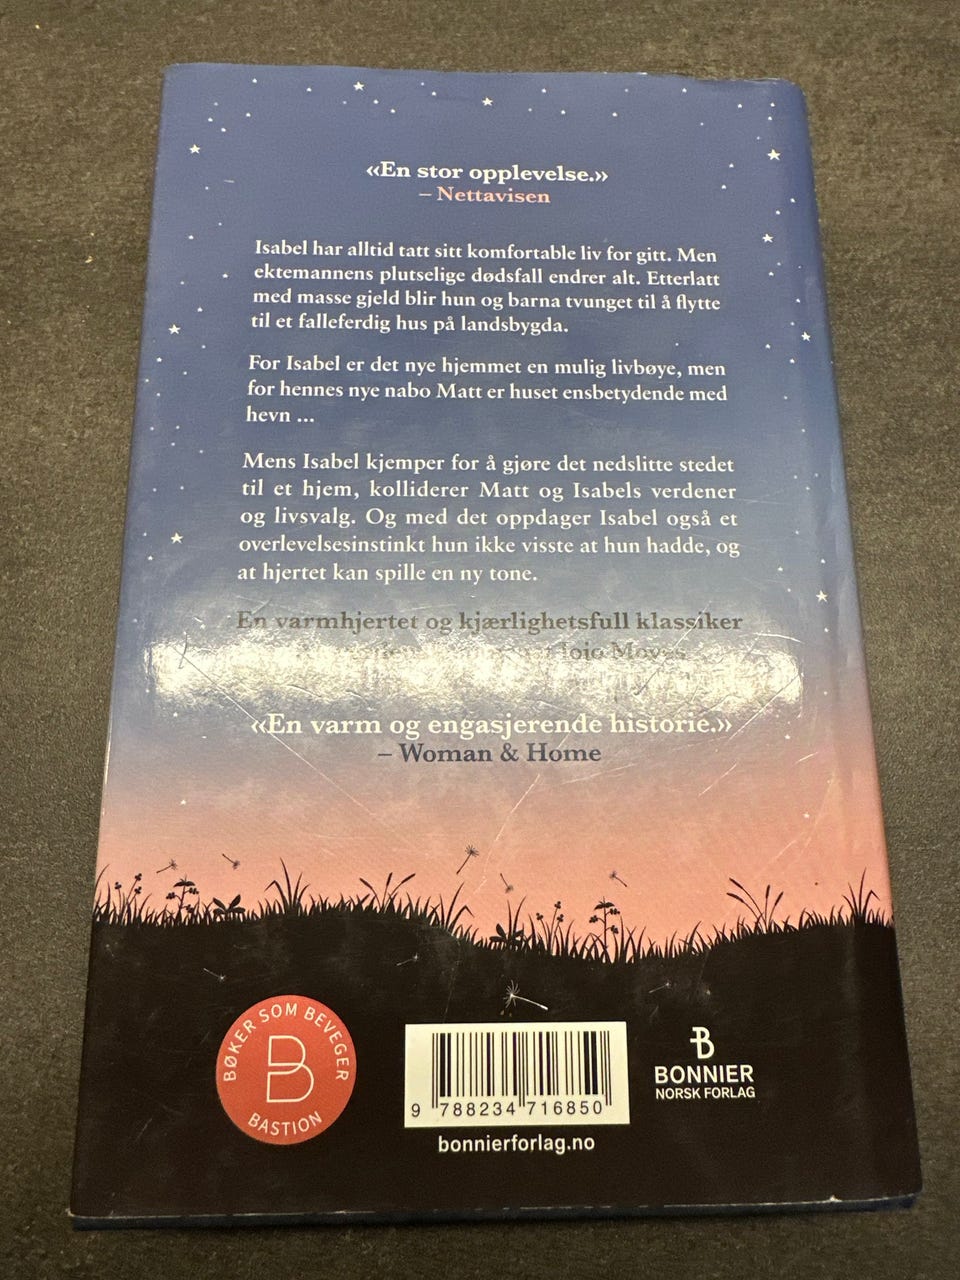 «En stor opplevelse.»
– Nettavisen
Isabel har alltid tatt sitt komfortable liv for gitt. Men
ektemannens plutselige dødsfall endrer alt. Etterlatt
med masse gjeld blir hun og barna tvunget til å flytte
til et falleferdig hus på landsbygda.
For Isabel er det nye hjemmet en mulig livbøye, men
for hennes nye nabo Matt er huset ensbetydende med
hevn ...
Mens Isabel kjemper for å gjøre det nedslitte stedet
til et hjem, kolliderer Matt og Isabels verdener
og livsvalg. Og med det oppdager Isabel også et
overlevelsesinstinkt hun ikke visste at hun hadde, og
at hjertet kan spille en ny tone.
En varmhjertet og kjærlighetsfull klassiker
Jojo Moyes
«En varm og engasjerende historie.»
– Woman & Home
BØKER SOM BEVEGER
B
BASTION
9 788234 716850
bonnierforlag.no
B
BONNIER
NORSK FORLAG